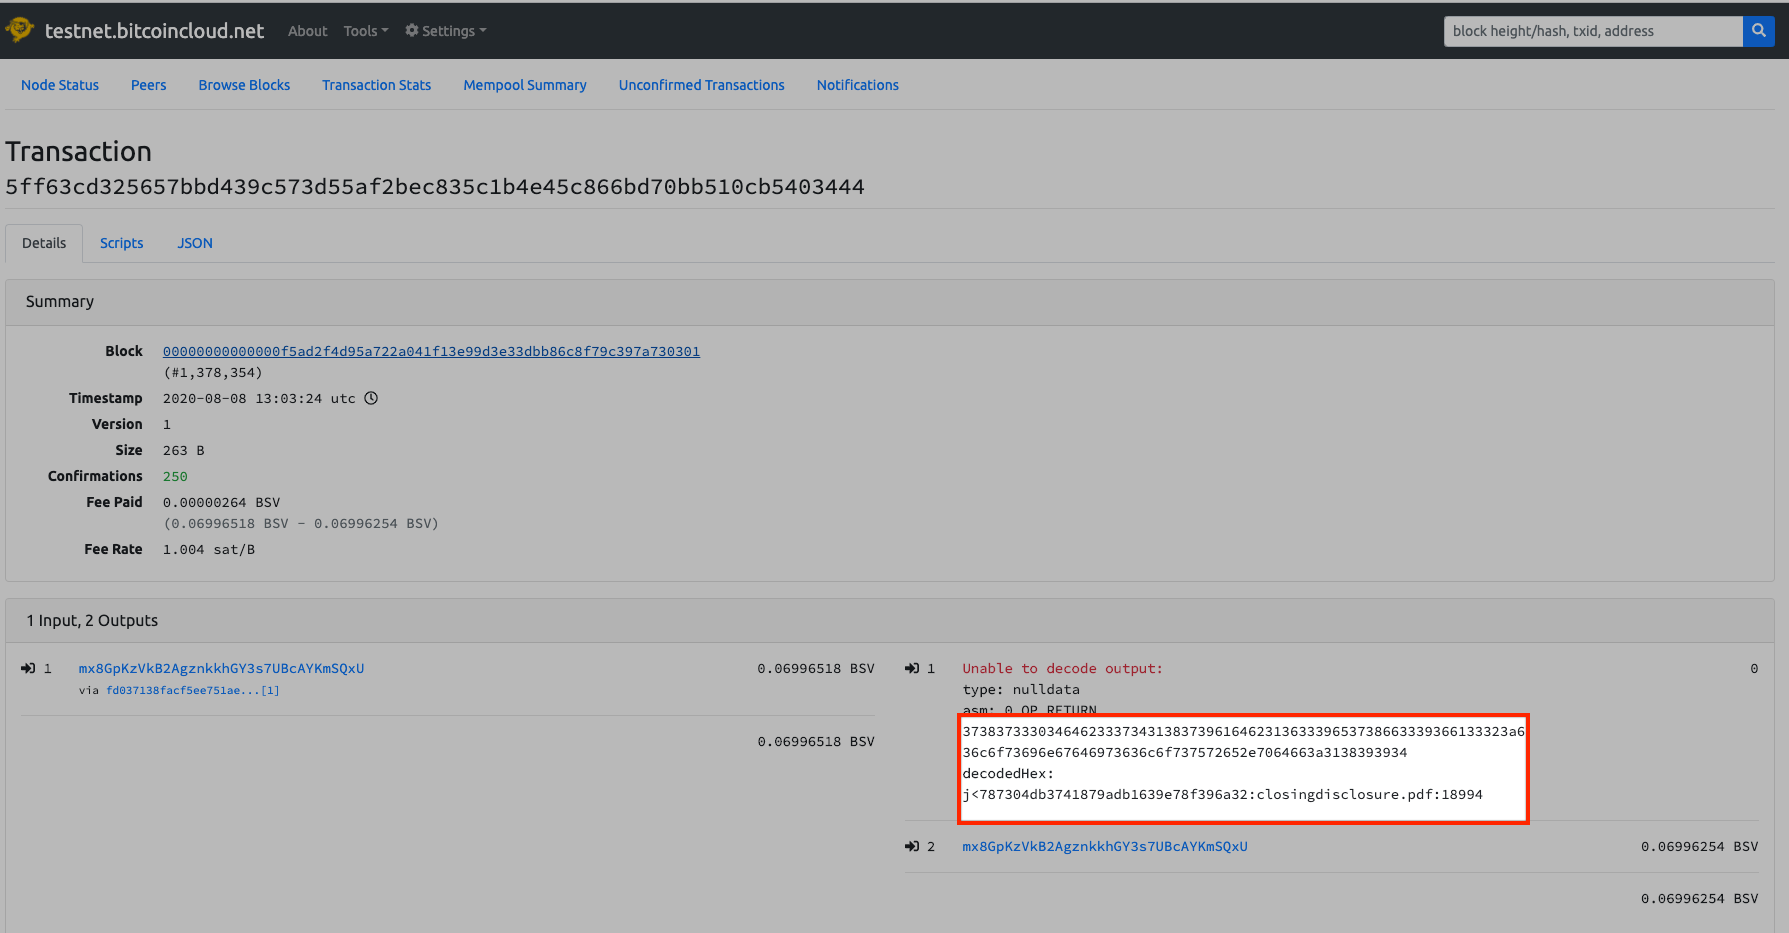 testnet.bitcoincloud.net About Tools Settings block height/hash, txid, address
Node Status Peers Browse Blocks Transaction Stats Mempool Summary Unconfirmed Transactions Notifications
Transaction
5ff63cd325657bbd439c573d55af2bec835c1b4e45c866bd70bb510cb5403444
Details Scripts JSON
Summary
Block 00000000000000f5ad2f4d95a722a041f13e99d3e33dbb86c8f79c397a730301
(#1,378,354)
Timestamp 2020-08-08 13:03:24 utc
Version 1
Size 263 B
Confirmations 250
Fee Paid 0.00000264 BSV
(0.06996518 BSV - 0.06996254 BSV)
Fee Rate 1.004 sat/B
1 Input, 2 Outputs
1 mx8GpKzVkB2AgznkkhGY3s7UBcAYKmSQxU 0.06996518 BSV
via fd037138facf5ee751ae...[1]
0.06996518 BSV
1 Unable to decode output: 0
type: nulldata
asm: 0 OP_RETURN
3738373330346462333734313837396164623136333965373866333936613332​3a6
36c6f73696e67646973636c6f737572652e7064663a3138393934
decodedHex:
j<787304db3741879adb1639e78f396a32:closingdisclosure.pdf:18994
2 mx8GpKzVkB2AgznkkhGY3s7UBcAYKmSQxU 0.06996254 BSV
0.06996254 BSV